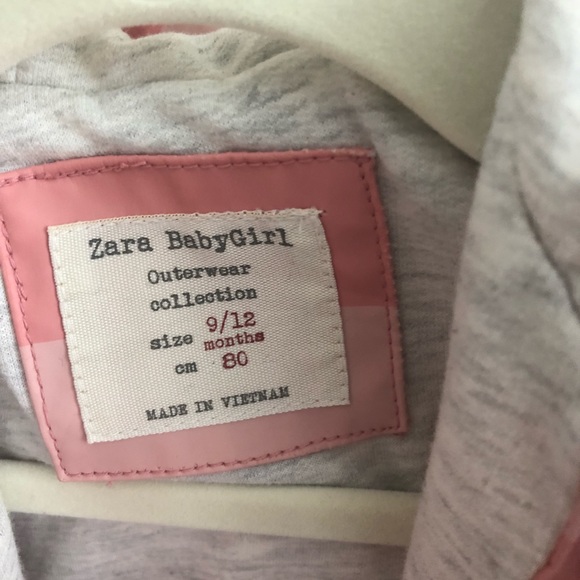 Zara BabyGirl
Outerwear
collection
size 9/12 months
cm 80
MADE IN VIETNAM